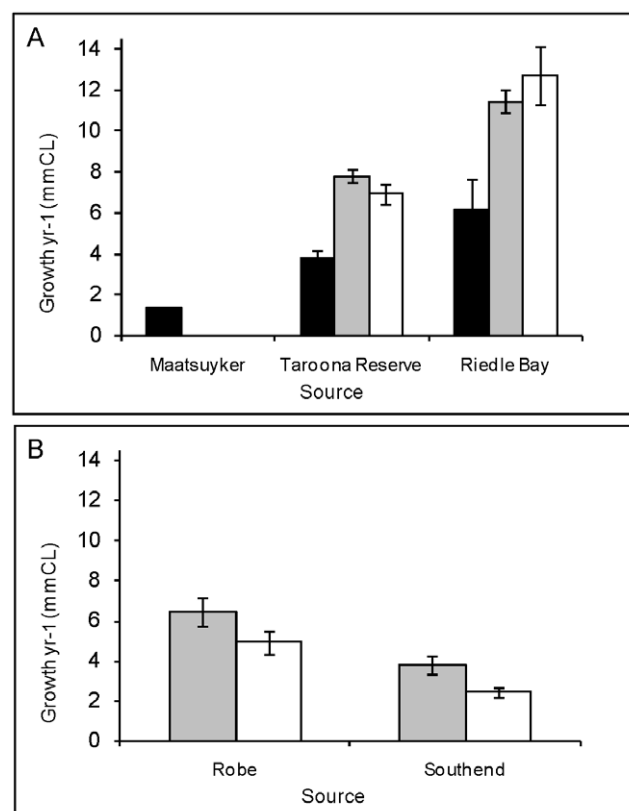 A
14
12
10
8
6
4
2
0
Growth yr-1 (mmCL)
Maatsuyker Taroona Reserve Riedle Bay
Source
B
14
12
10
8
6
4
2
0
Growth yr-1 (mmCL)
Robe Southend
Source